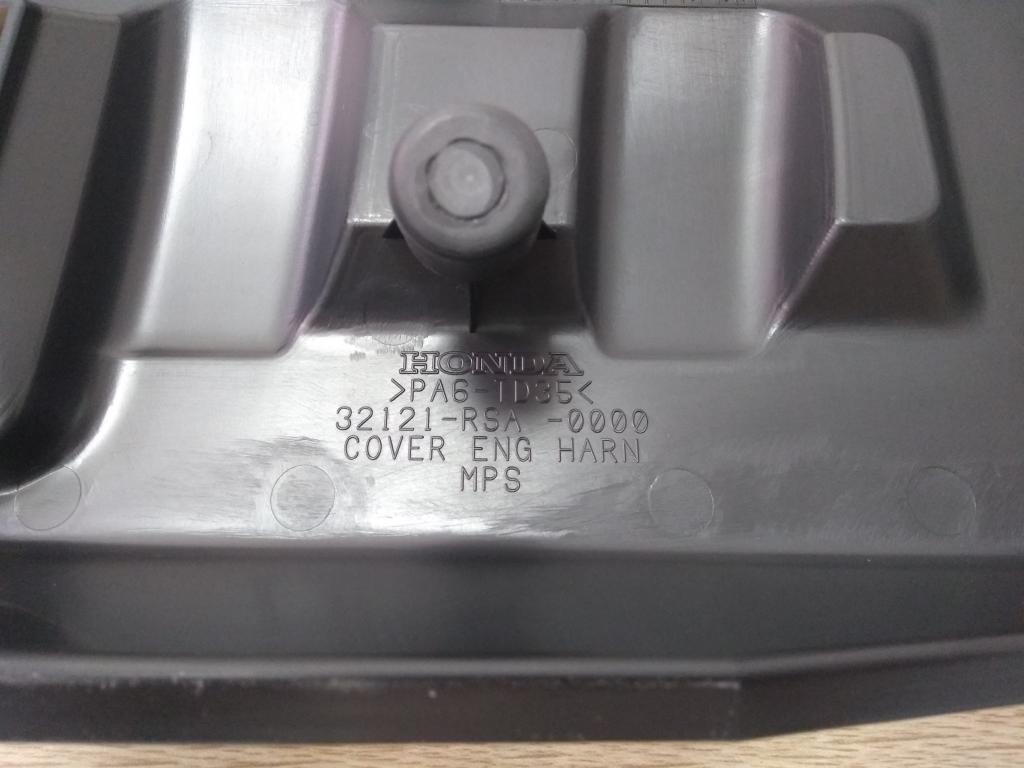 HONDA
>PA6-TD35<
32121-RSA -0000
COVER ENG HARN
MPS